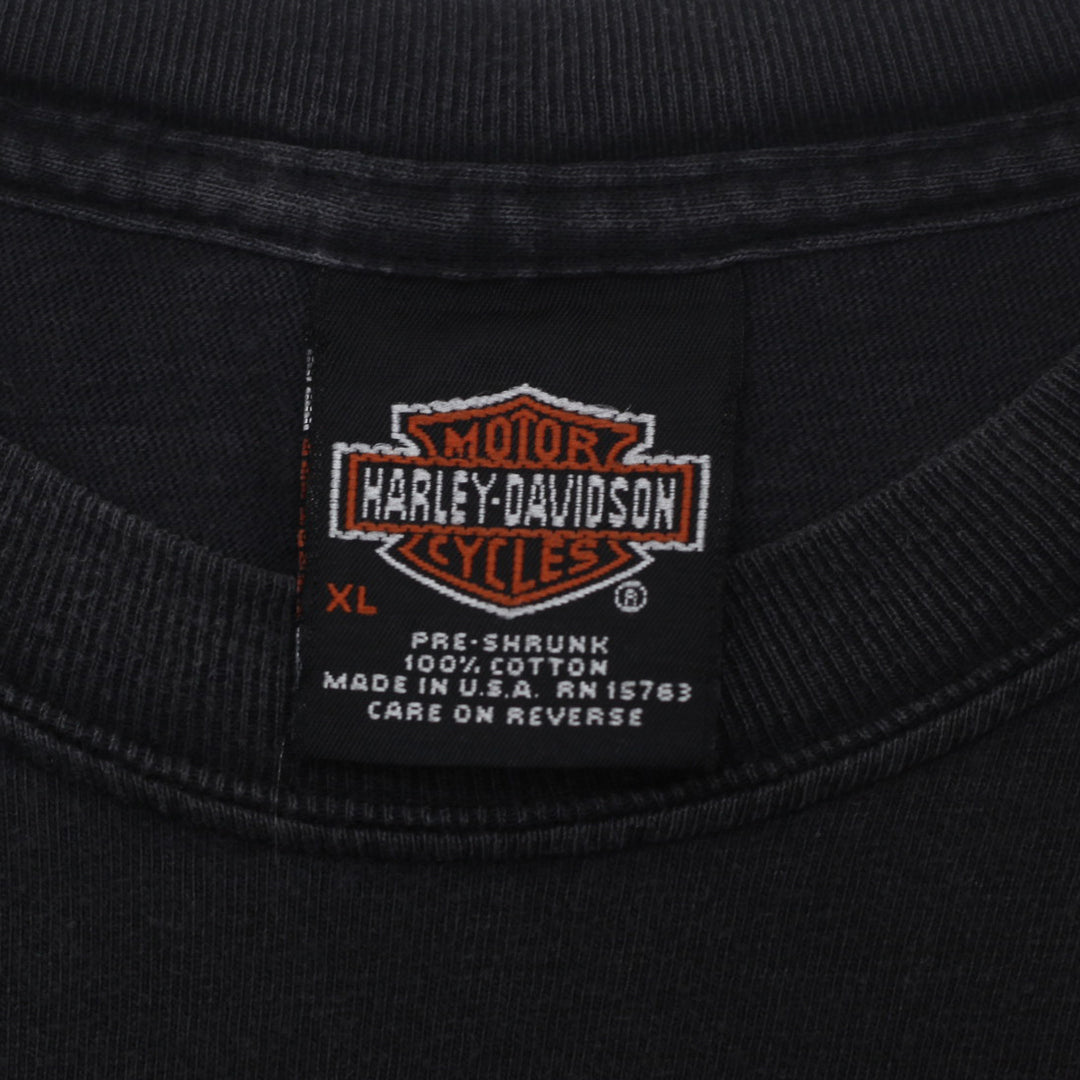 MOTOR
HARLEY-DAVIDSON
CYCLES
XL ®
PRE-SHRUNK
100% COTTON
MADE IN U.S.A. RN 15763
CARE ON REVERSE